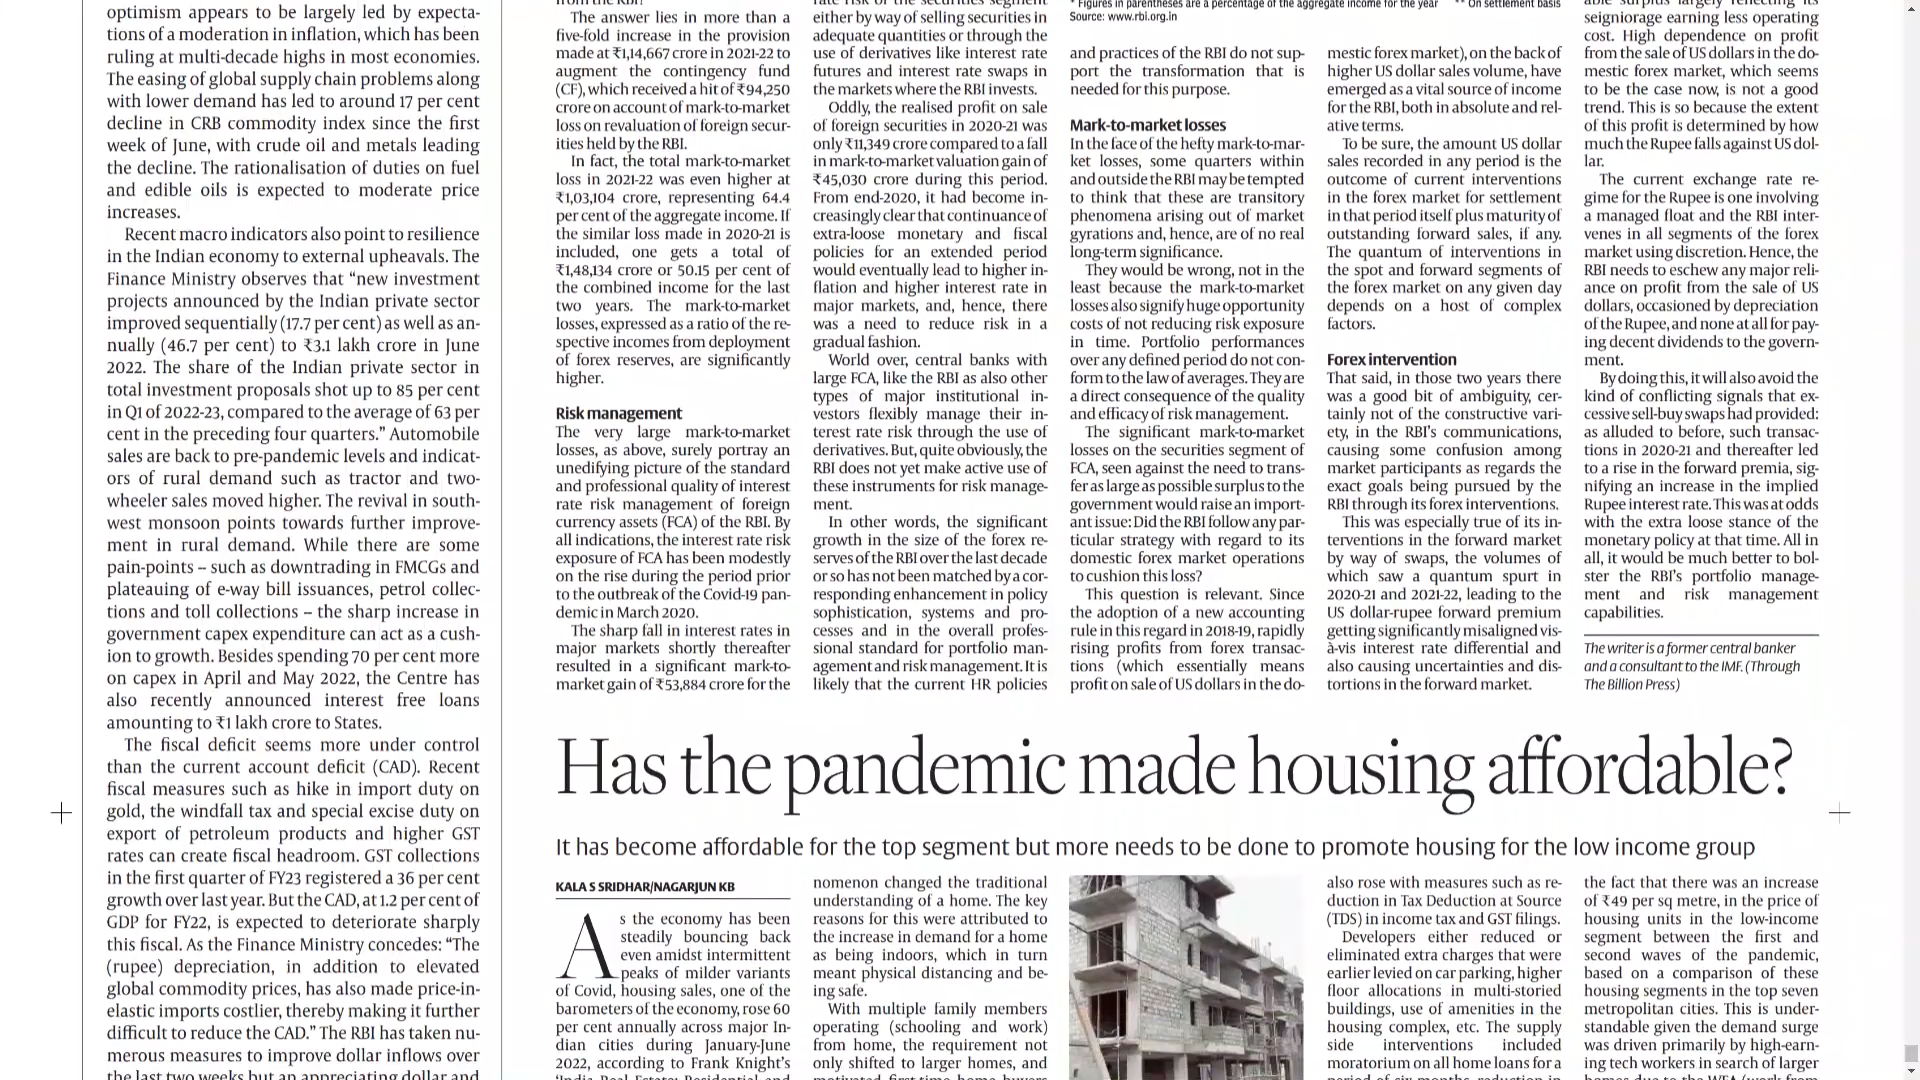 optimism appears to be largely led by expecta-
tions of a moderation in inflation, which has been
ruling at multi-decade highs in most economies.
The easing of global supply chain problems along
with lower demand has led to around 17 per cent
decline in CRB commodity index since the first
week of June, with crude oil and metals leading
the decline. The rationalisation of duties on fuel
and edible oils is expected to moderate price
increases.
Recent macro indicators also point to resilience
in the Indian economy to external upheavals. The
Finance Ministry observes that “new investment
projects announced by the Indian private sector
improved sequentially (17.7 per cent) as well as an-
nually (46.7 per cent) to ₹3.1 lakh crore in June
2022. The share of the Indian private sector in
total investment proposals shot up to 85 per cent
in Q1 of 2022-23, compared to the average of 63 per
cent in the preceding four quarters.” Automobile
sales are back to pre-pandemic levels and indicat-
ors of rural demand such as tractor and two-
wheeler sales moved higher. The revival in south-
west monsoon points towards further improve-
ment in rural demand. While there are some
pain-points – such as downtrading in FMCGs and
plateauing of e-way bill issuances, petrol collec-
tions and toll collections – the sharp increase in
government capex expenditure can act as a cush-
ion to growth. Besides spending 70 per cent more
on capex in April and May 2022, the Centre has
also recently announced interest free loans
amounting to ₹1 lakh crore to States.
The fiscal deficit seems more under control
than the current account deficit (CAD). Recent
fiscal measures such as hike in import duty on
gold, the windfall tax and special excise duty on
export of petroleum products and higher GST
rates can create fiscal headroom. GST collections
in the first quarter of FY23 registered a 36 per cent
growth over last year. But the CAD, at 1.2 per cent of
GDP for FY22, is expected to deteriorate sharply
this fiscal. As the Finance Ministry concedes: “The
(rupee) depreciation, in addition to elevated
global commodity prices, has also made price-in-
elastic imports costlier, thereby making it further
difficult to reduce the CAD.” The RBI has taken nu-
merous measures to improve dollar inflows over
the last two weeks but an appreciating dollar and
from the RBI?
The answer lies in more than a
five-fold increase in the provision
made at ₹1,14,667 crore in 2021-22 to
augment the contingency fund
(CF), which received a hit of ₹94,250
crore on account of mark-to-market
loss on revaluation of foreign secur-
ities held by the RBI.
In fact, the total mark-to-market
loss in 2021-22 was even higher at
₹1,03,104 crore, representing 64.4
per cent of the aggregate income. If
the similar loss made in 2020-21 is
included, one gets a total of
₹1,48,134 crore or 50.15 per cent of
the combined income for the last
two years. The mark-to-market
losses, expressed as a ratio of the re-
spective incomes from deployment
of forex reserves, are significantly
higher.
Risk management
The very large mark-to-market
losses, as above, surely portray an
unedifying picture of the standard
and professional quality of interest
rate risk management of foreign
currency assets (FCA) of the RBI. By
all indications, the interest rate risk
exposure of FCA has been modestly
on the rise during the period prior
to the outbreak of the Covid-19 pan-
demic in March 2020.
The sharp fall in interest rates in
major markets shortly thereafter
resulted in a significant mark-to-
market gain of ₹53,884 crore for the
rate risk of the securities segment
either by way of selling securities in
adequate quantities or through the
use of derivatives like interest rate
futures and interest rate swaps in
the markets where the RBI invests.
Oddly, the realised profit on sale
of foreign securities in 2020-21 was
only ₹11,349 crore compared to a fall
in mark-to-market valuation gain of
₹45,030 crore during this period.
From end-2020, it had become in-
creasingly clear that continuance of
extra-loose monetary and fiscal
policies for an extended period
would eventually lead to higher in-
flation and higher interest rate in
major markets, and, hence, there
was a need to reduce risk in a
gradual fashion.
World over, central banks with
large FCA, like the RBI as also other
types of major institutional in-
vestors flexibly manage their in-
terest rate risk through the use of
derivatives. But, quite obviously, the
RBI does not yet make active use of
these instruments for risk manage-
ment.
In other words, the significant
growth in the size of the forex re-
serves of the RBI over the last decade
or so has not been matched by a cor-
responding enhancement in policy
sophistication, systems and pro-
cesses and in the overall profes-
sional standard for portfolio man-
agement and risk management. It is
likely that the current HR policies
* Figures in parentheses are a percentage of the aggregate income for the year ** On settlement basis
Source: www.rbi.org.in
and practices of the RBI do not sup-
port the transformation that is
needed for this purpose.
Mark-to-market losses
In the face of the hefty mark-to-mar-
ket losses, some quarters within
and outside the RBI may be tempted
to think that these are transitory
phenomena arising out of market
gyrations and, hence, are of no real
long-term significance.
They would be wrong, not in the
least because the mark-to-market
losses also signify huge opportunity
costs of not reducing risk exposure
in time. Portfolio performances
over any defined period do not con-
form to the law of averages. They are
a direct consequence of the quality
and efficacy of risk management.
The significant mark-to-market
losses on the securities segment of
FCA, seen against the need to trans-
fer as large as possible surplus to the
government would raise an import-
ant issue: Did the RBI follow any par-
ticular strategy with regard to its
domestic forex market operations
to cushion this loss?
This question is relevant. Since
the adoption of a new accounting
rule in this regard in 2018-19, rapidly
rising profits from forex transac-
tions (which essentially means
profit on sale of US dollars in the do-
mestic forex market), on the back of
higher US dollar sales volume, have
emerged as a vital source of income
for the RBI, both in absolute and rel-
ative terms.
To be sure, the amount US dollar
sales recorded in any period is the
outcome of current interventions
in the forex market for settlement
in that period itself plus maturity of
outstanding forward sales, if any.
The quantum of interventions in
the spot and forward segments of
the forex market on any given day
depends on a host of complex
factors.
Forex intervention
That said, in those two years there
was a good bit of ambiguity, cer-
tainly not of the constructive vari-
ety, in the RBI’s communications,
causing some confusion among
market participants as regards the
exact goals being pursued by the
RBI through its forex interventions.
This was especially true of its in-
terventions in the forward market
by way of swaps, the volumes of
which saw a quantum spurt in
2020-21 and 2021-22, leading to the
US dollar-rupee forward premium
getting significantly misaligned vis-
à-vis interest rate differential and
also causing uncertainties and dis-
tortions in the forward market.
able surplus largely reflecting its
seigniorage earning less operating
cost. High dependence on profit
from the sale of US dollars in the do-
mestic forex market, which seems
to be the case now, is not a good
trend. This is so because the extent
of this profit is determined by how
much the Rupee falls against US dol-
lar.
The current exchange rate re-
gime for the Rupee is one involving
a managed float and the RBI inter-
venes in all segments of the forex
market using discretion. Hence, the
RBI needs to eschew any major reli-
ance on profit from the sale of US
dollars, occasioned by depreciation
of the Rupee, and none at all for pay-
ing decent dividends to the govern-
ment.
By doing this, it will also avoid the
kind of conflicting signals that ex-
cessive sell-buy swaps had provided:
as alluded to before, such transac-
tions in 2020-21 and thereafter led
to a rise in the forward premia, sig-
nifying an increase in the implied
Rupee interest rate. This was at odds
with the extra loose stance of the
monetary policy at that time. All in
all, it would be much better to bol-
ster the RBI’s portfolio manage-
ment and risk management
capabilities.
The writer is a former central banker
and a consultant to the IMF. (Through
The Billion Press)
Has the pandemic made housing affordable?
It has become affordable for the top segment but more needs to be done to promote housing for the low income group
KALA S SRIDHAR/NAGARJUN KB
As the economy has been
steadily bouncing back
even amidst intermittent
peaks of milder variants
of Covid, housing sales, one of the
barometers of the economy, rose 60
per cent annually across major In-
dian cities during January-June
2022, according to Frank Knight’s
‘India Real Estate: Residential and
nomenon changed the traditional
understanding of a home. The key
reasons for this were attributed to
the increase in demand for a home
as being indoors, which in turn
meant physical distancing and be-
ing safe.
With multiple family members
operating (schooling and work)
from home, the requirement not
only shifted to larger homes, and
motivated first-time home buyers
also rose with measures such as re-
duction in Tax Deduction at Source
(TDS) in income tax and GST filings.
Developers either reduced or
eliminated extra charges that were
earlier levied on car parking, higher
floor allocations in multi-storied
buildings, use of amenities in the
housing complex, etc. The supply
side interventions included
moratorium on all home loans for a
period of six months, reduction in
the fact that there was an increase
of ₹49 per sq metre, in the price of
housing units in the low-income
segment between the first and
second waves of the pandemic,
based on a comparison of these
housing segments in the top seven
metropolitan cities. This is under-
standable given the demand surge
was driven primarily by high-earn-
ing tech workers in search of larger
homes due to the WFA (work from